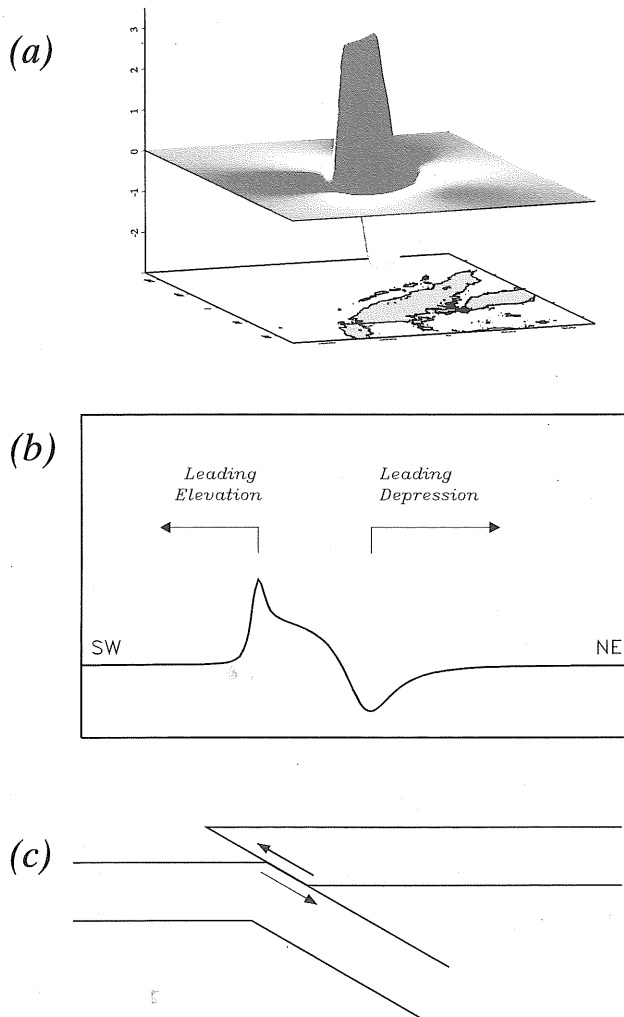 (a)
3
2
1
0
-1
-2
(b)
Leading
Elevation
Leading
Depression
SW
NE
(c)